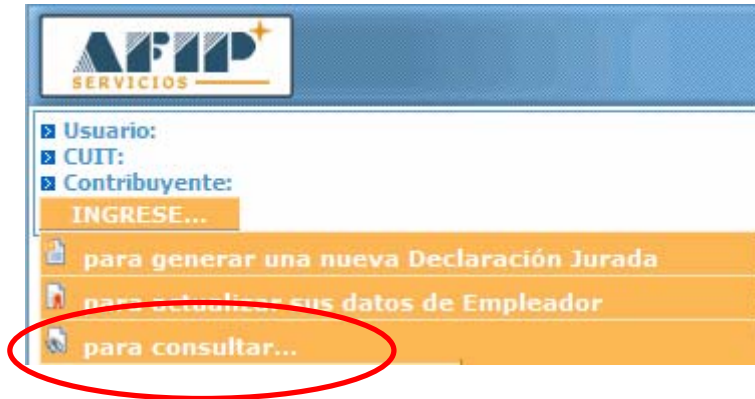 AFIP+
SERVICIOS
Usuario:
CUIT:
Contribuyente:
INGRESE...
para generar una nueva Declaración Jurada
para actualizar sus datos de Empleador
para consultar...